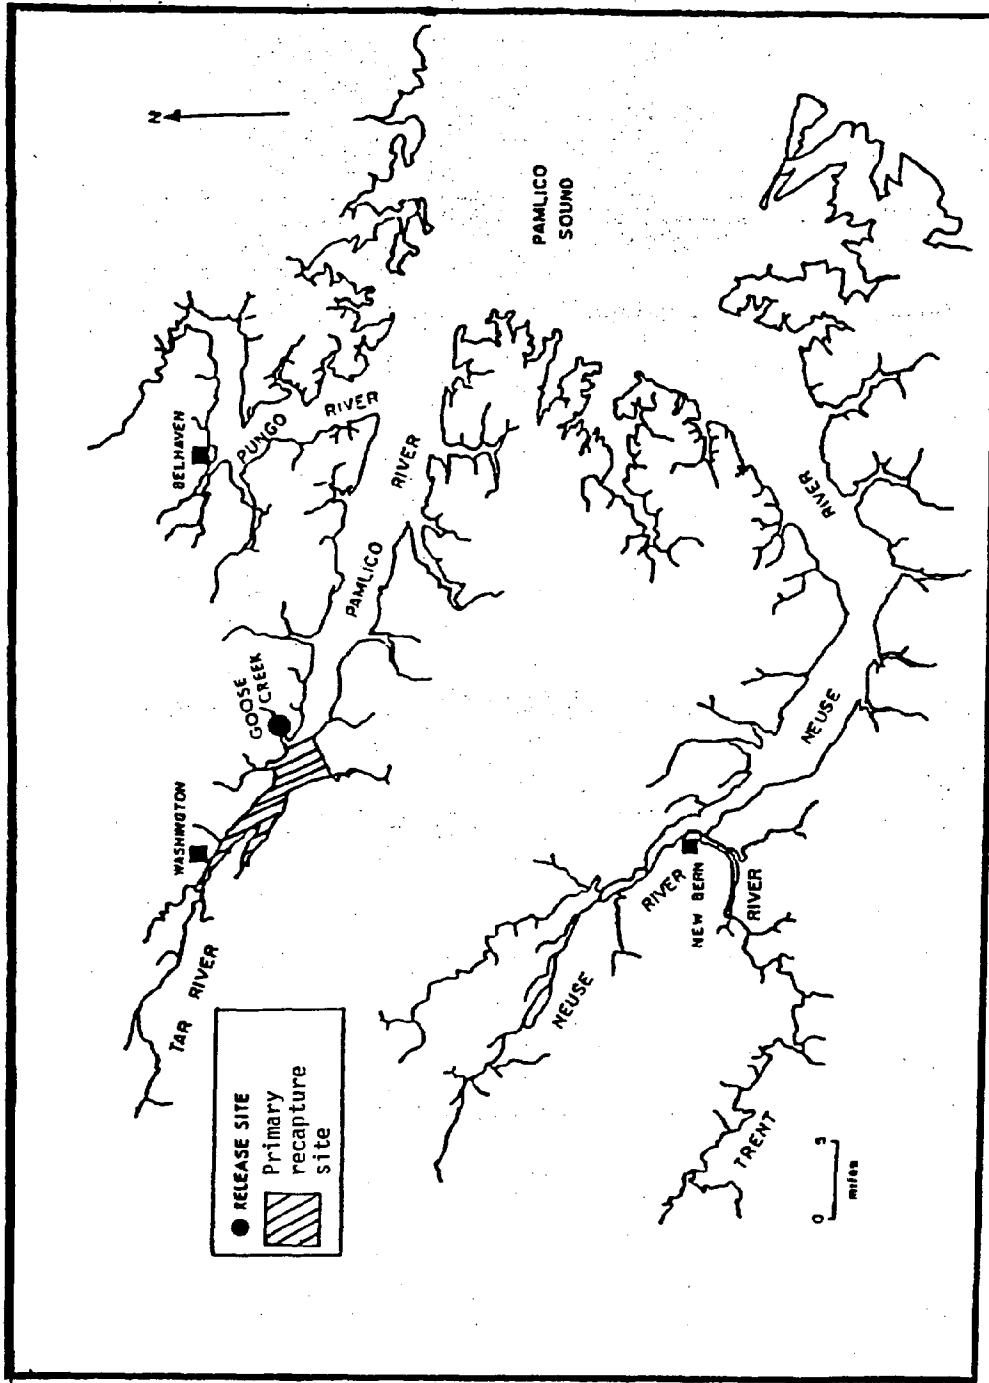 N
PAMLICO
SOUND
BELHAVEN
PUNGO
RIVER
PAMLICO
RIVER
GOOSE
CREEK
WASHINGTON
TAR
RIVER
RELEASE SITE
Primary
recapture
site
NEUSE
RIVER
NEW BERN
RIVER
TRENT
NEUSE
RIVER
0 5
miles